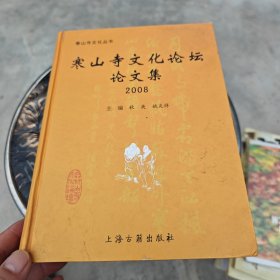 寒山寺文化丛书
寒山寺文化论坛
论文集
2008
主编 秋爽 姚炎祥
上海古籍出版社